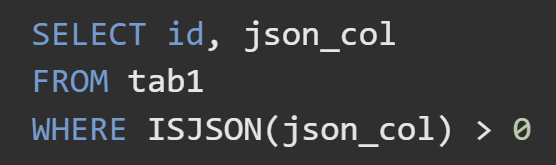 SELECT id, json_col
FROM tab1
WHERE ISJSON(json_col) > 0